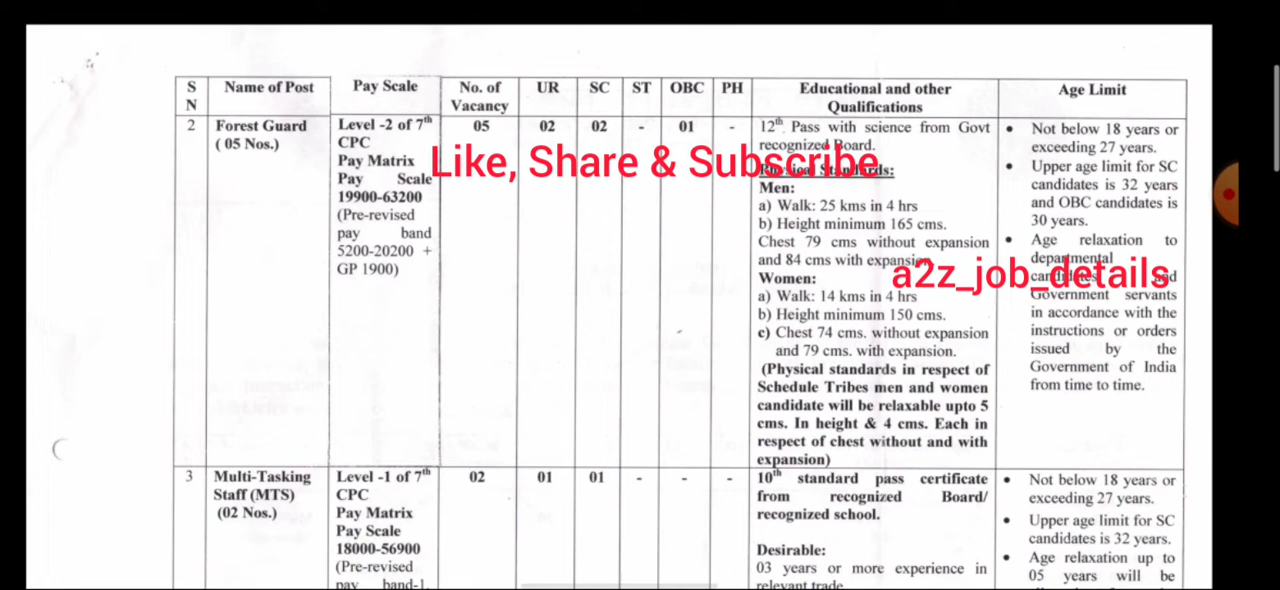 S N
Name of Post
Pay Scale
No. of Vacancy
UR
SC
ST
OBC
PH
Educational and other Qualifications
Age Limit
2
Forest Guard
( 05 Nos.)
Level -2 of 7th
CPC
Pay Matrix
Pay Scale
19900-63200
(Pre-revised
pay band
5200-20200 +
GP 1900)
05
02
02
-
01
-
12th Pass with science from Govt
recognized Board.
Physical Standards:
Men:
a) Walk: 25 kms in 4 hrs
b) Height minimum 165 cms.
Chest 79 cms without expansion
and 84 cms with expansion
Women:
a) Walk: 14 kms in 4 hrs
b) Height minimum 150 cms.
c) Chest 74 cms. without expansion
and 79 cms. with expansion.
(Physical standards in respect of
Schedule Tribes men and women
candidate will be relaxable upto 5
cms. In height & 4 cms. Each in
respect of chest without and with
expansion)
• Not below 18 years or
exceeding 27 years.
• Upper age limit for SC
candidates is 32 years
and OBC candidates is
30 years.
• Age relaxation to
departmental
candidates and
Government servants
in accordance with the
instructions or orders
issued by the
Government of India
from time to time.
Like, Share & Subscribe
a2z_job_details
3
Multi-Tasking
Staff (MTS)
(02 Nos.)
Level -1 of 7th
CPC
Pay Matrix
Pay Scale
18000-56900
(Pre-revised
pay band-1
02
01
01
-
-
-
10th standard pass certificate
from recognized Board/
recognized school.
Desirable:
03 years or more experience in
relevant trade
• Not below 18 years or
exceeding 27 years.
• Upper age limit for SC
candidates is 32 years.
• Age relaxation up to
05 years will be